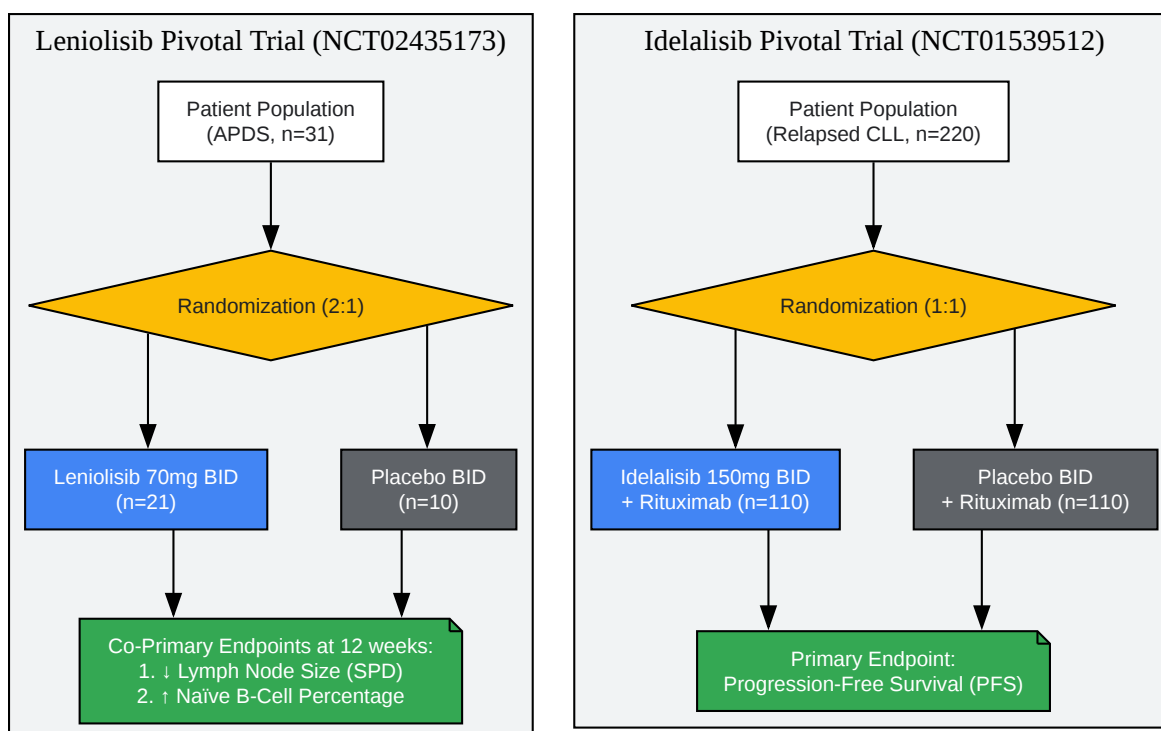 Leniolisib Pivotal Trial (NCT02435173)
Patient Population
(APDS, n=31)
Randomization (2:1)
Leniolisib 70mg BID
(n=21)
Placebo BID
(n=10)
Co-Primary Endpoints at 12 weeks:
1. ↓ Lymph Node Size (SPD)
2. ↑ Naïve B-Cell Percentage
Idelalisib Pivotal Trial (NCT01539512)
Patient Population
(Relapsed CLL, n=220)
Randomization (1:1)
Idelalisib 150mg BID
+ Rituximab (n=110)
Placebo BID
+ Rituximab (n=110)
Primary Endpoint:
Progression-Free Survival (PFS)